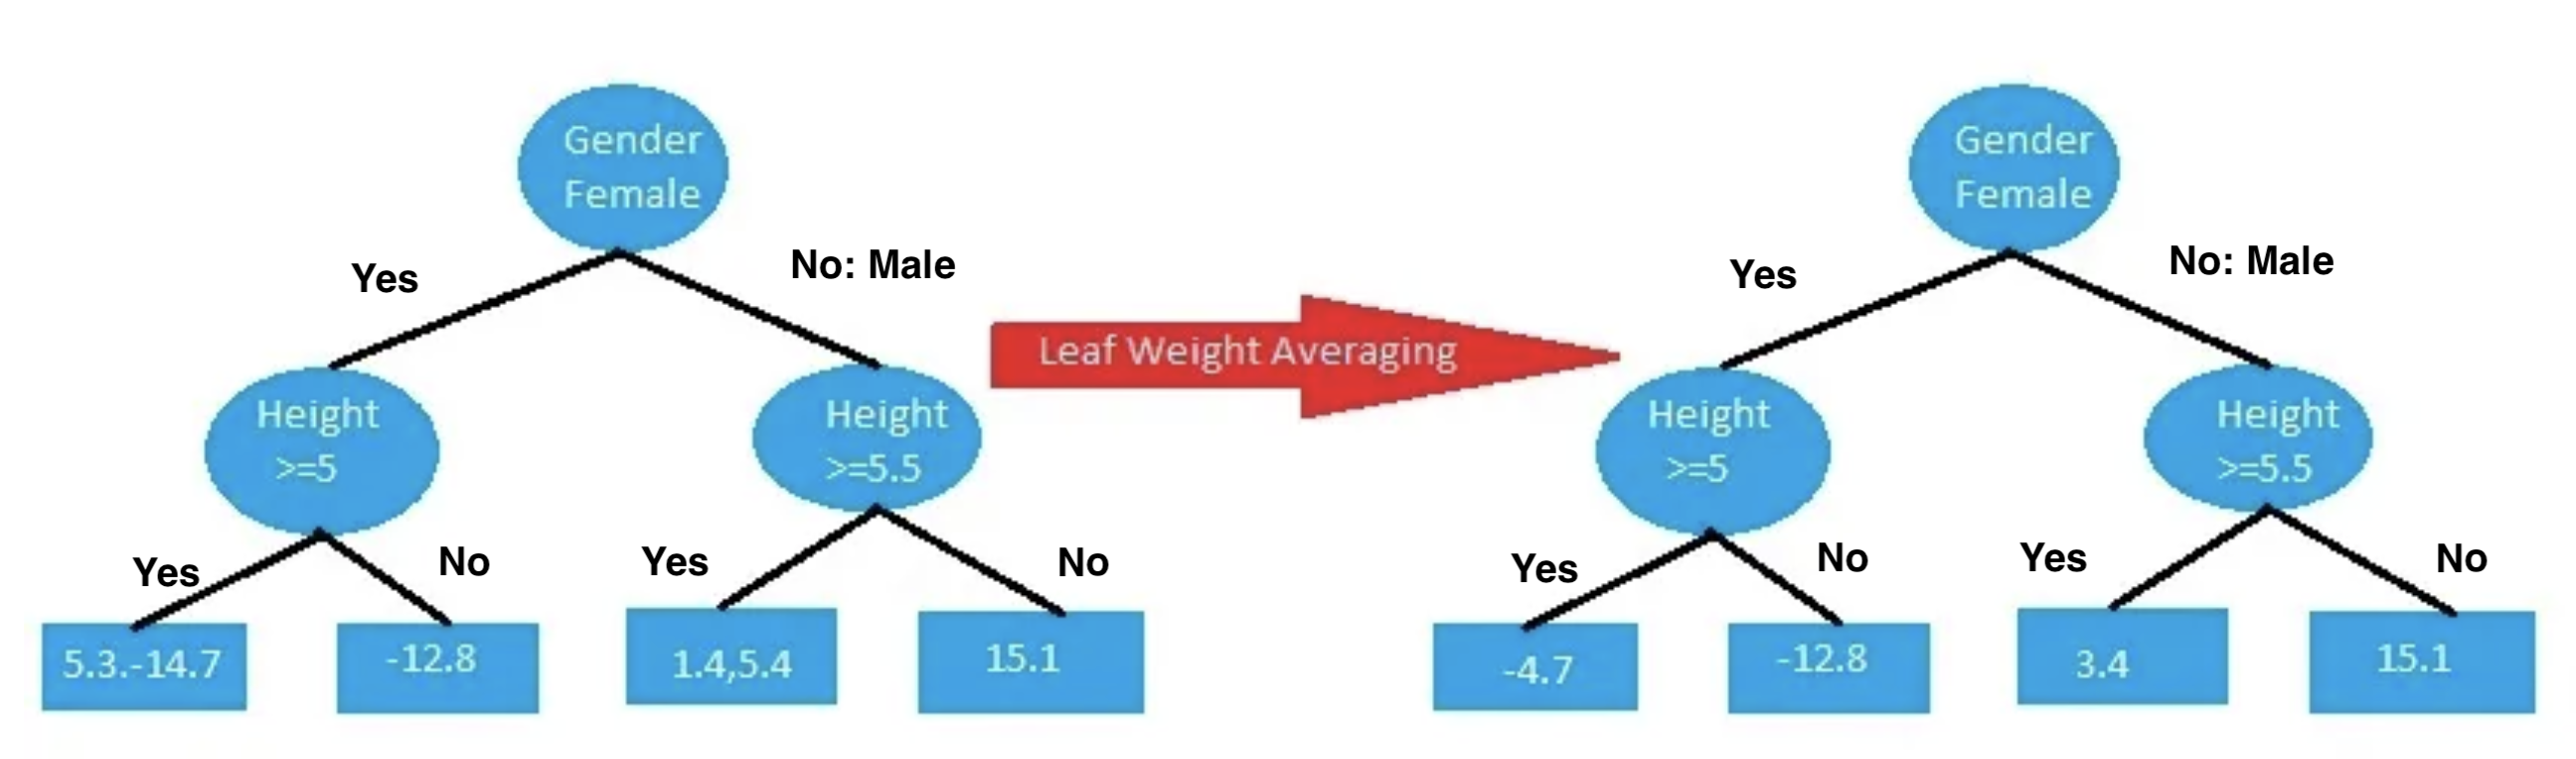 Gender
Female
Yes
No: Male
Height
>=5
Height
>=5.5
Yes
No
Yes
No
5.3.-14.7
-12.8
1.4,5.4
15.1
Leaf Weight Averaging
Gender
Female
Yes
No: Male
Height
>=5
Height
>=5.5
Yes
No
Yes
No
-4.7
-12.8
3.4
15.1